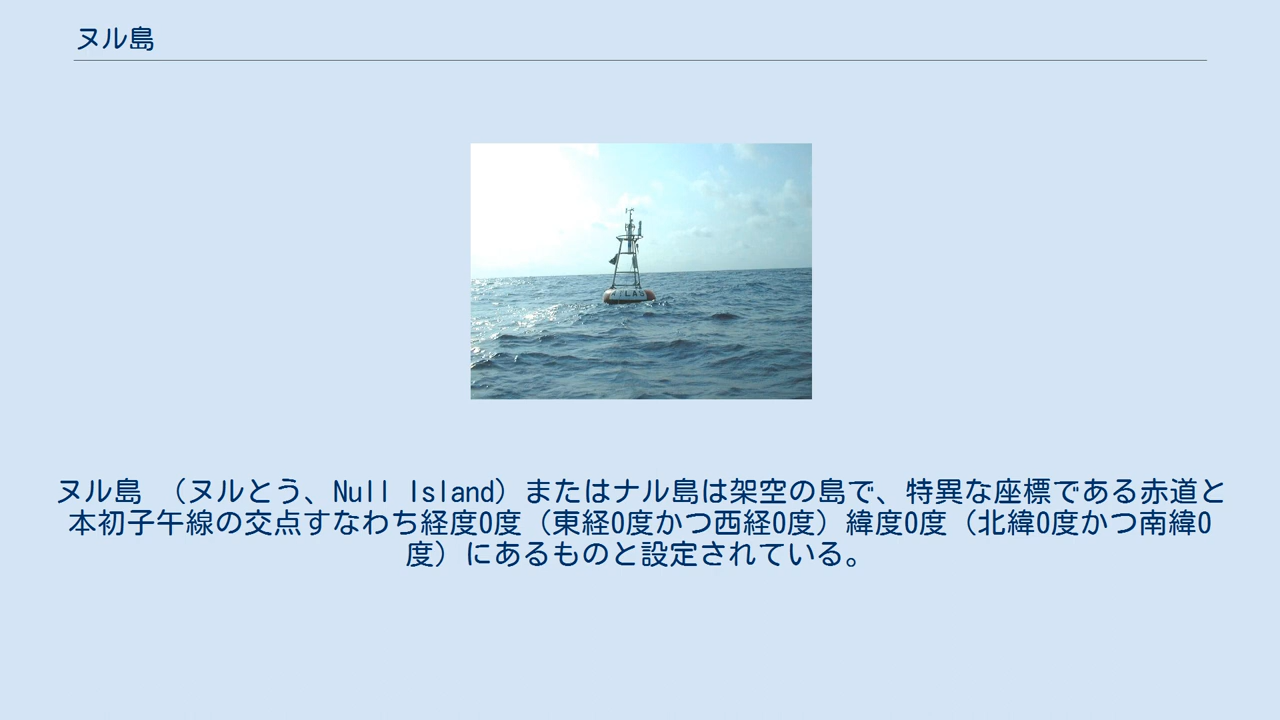 ヌル島
ヌル島 （ヌルとう、Null Island）またはナル島は架空の島で、特異な座標である赤道と
本初子午線の交点すなわち経度0度（東経0度かつ西経0度）緯度0度（北緯0度かつ南緯0
度）にあるものと設定されている。